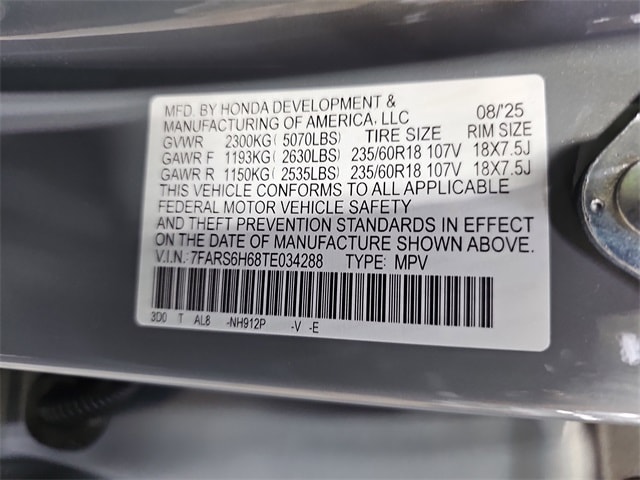 MFD. BY HONDA DEVELOPMENT &
MANUFACTURING OF AMERICA, LLC 08/'25
GVWR 2300KG( 5070LBS) TIRE SIZE RIM SIZE
GAWR F 1193KG( 2630LBS) 235/60R18 107V 18X7.5J
GAWR R 1150KG( 2535LBS) 235/60R18 107V 18X7.5J
THIS VEHICLE CONFORMS TO ALL APPLICABLE
FEDERAL MOTOR VEHICLE SAFETY
AND THEFT PREVENTION STANDARDS IN EFFECT
ON THE DATE OF MANUFACTURE SHOWN ABOVE.
V.I.N.: 7FARS6H68TE034288 TYPE: MPV
3D0 T AL8 -NH912P -V -E